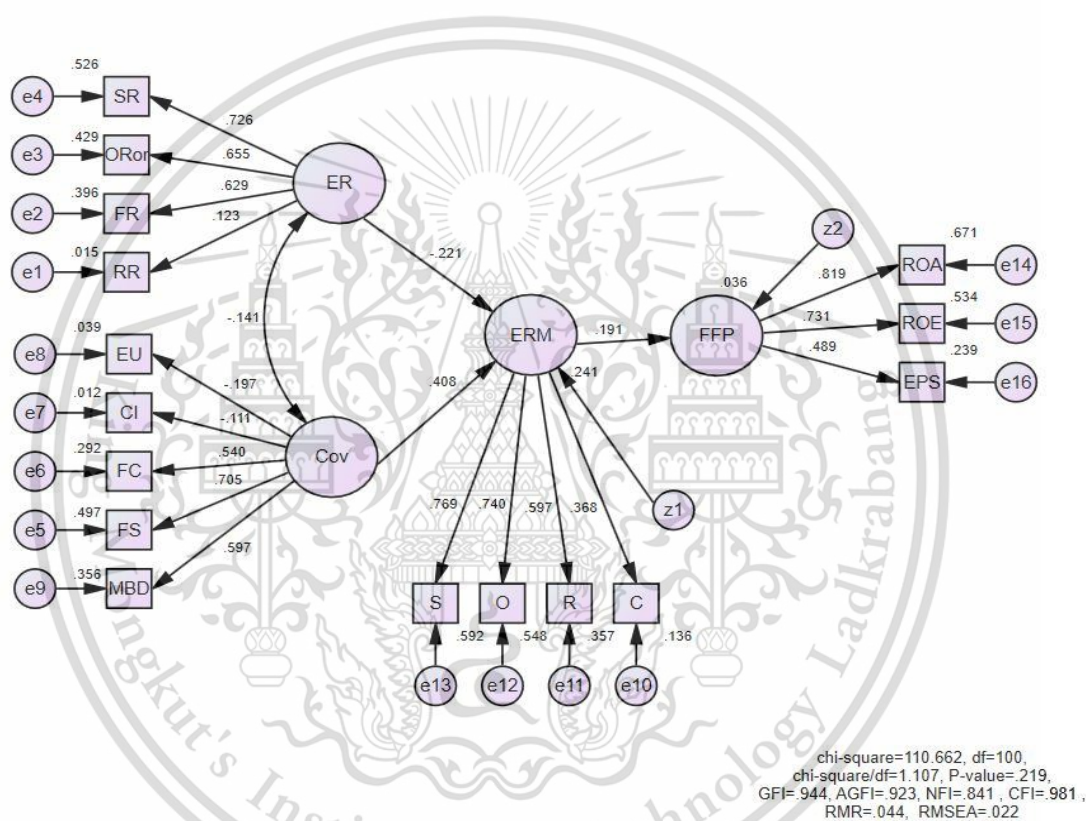 .526
e4 SR
.726
.429
e3 ORor
.655
ER
.396
.629
e2 FR
.123
.015
e1 RR
-.221
z2
.671
.036
.819
ROA e14
.534
-.141
.191
.731
ERM
FFP
ROE e15
.039
.489
.239
e8 EU
.241
EPS e16
-.197
.408
.012
e7 CI
-.111
.540
Cov
.292
e6 FC
.705
.497
e5 FS
.769 .740 .597 .368
z1
.597
.356
e9 MBD
S O R C
.592 .548 .357 .136
e13 e12 e11 e10
chi-square=110.662, df=100,
chi-square/df=1.107, P-value=.219,
GFI=.944, AGFI=.923, NFI=.841 , CFI=.981 ,
RMR=.044, RMSEA=.022
ongkut's Ins
nology Ladkrabang